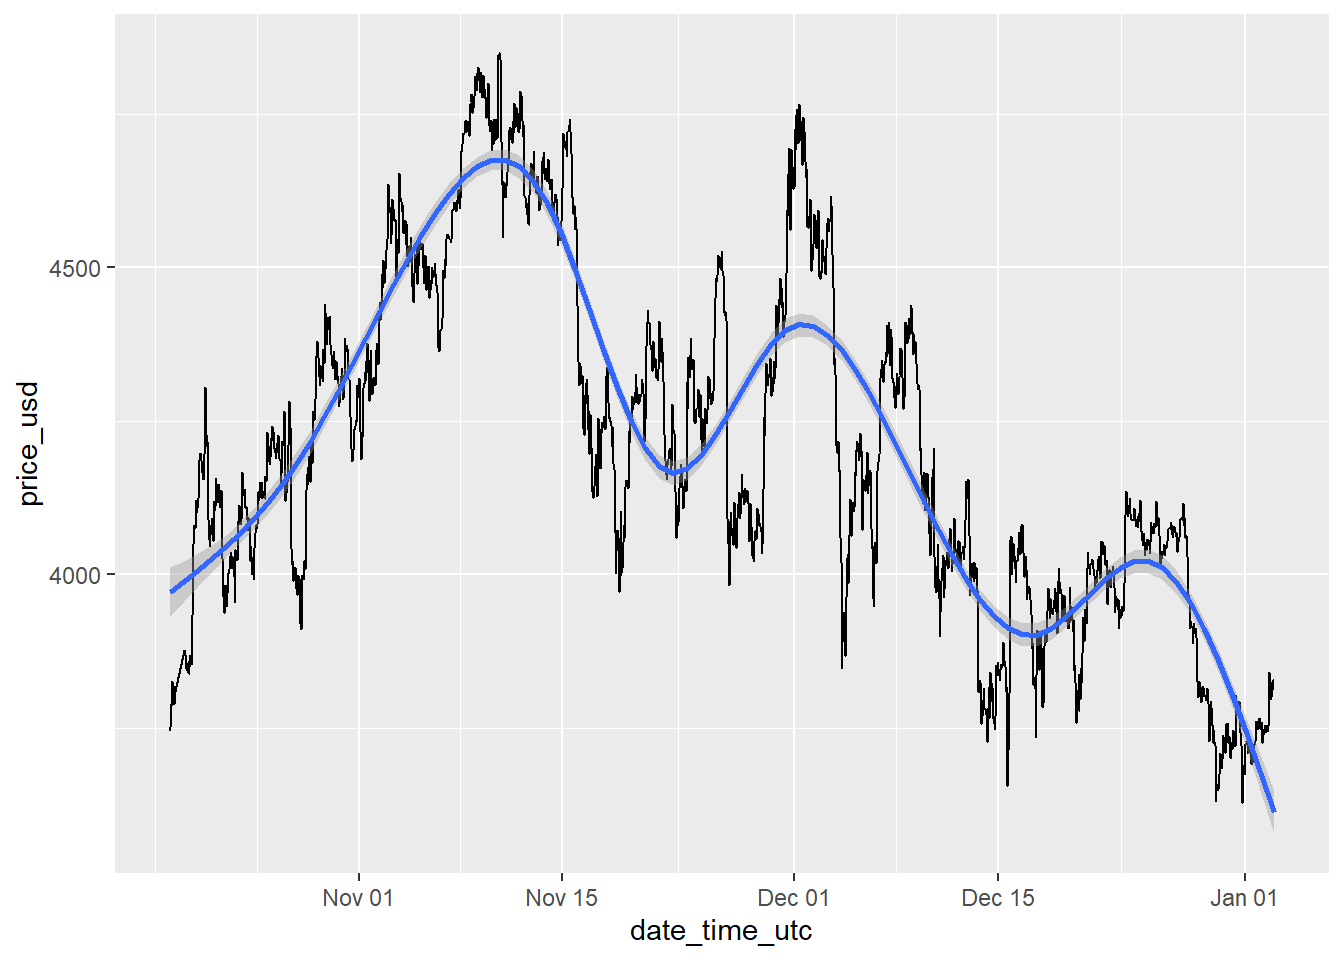 price_usd
4500
4000
Nov 01
Nov 15
Dec 01
Dec 15
Jan 01
date_time_utc